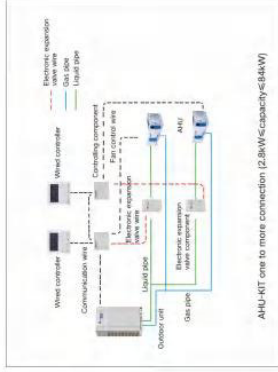 Electronic expansion
valve wire
Gas pipe
Liquid pipe
Wired controller
Wired controller
Controlling component
Communication wire
Fan control wire
AHU
Electronic expansion
valve wire
Liquid pipe
Electronic expansion
valve component
Outdoor unit
Gas pipe
AHU-KIT one to more connection (2.8kW≤capacity≤84kW)